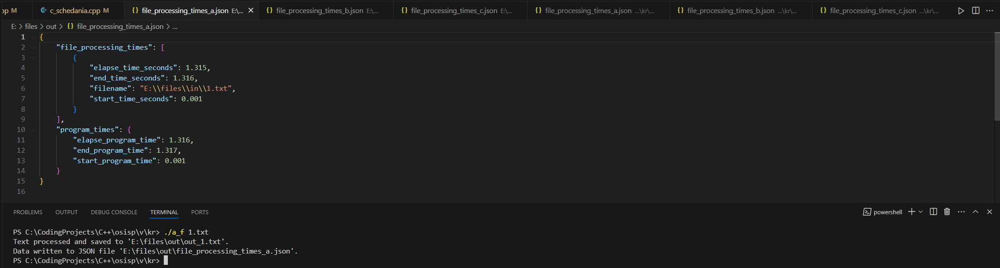 pp M c_schedania.cpp M file_processing_times_a.json E:\... file_processing_times_b.json E:\... file_processing_times_c.json E:\... file_processing_times_a.json ...\kr\... file_processing_times_b.json ...\kr\... file_processing_times_c.json ...\kr\...
E: > files > out > {} file_processing_times_a.json > ...
1 {
2 "file_processing_times": [
3 {
4 "elapse_time_seconds": 1.315,
5 "end_time_seconds": 1.316,
6 "filename": "E:\\files\\in\\1.txt",
7 "start_time_seconds": 0.001
8 }
9 ],
10 "program_times": {
11 "elapse_program_time": 1.316,
12 "end_program_time": 1.317,
13 "start_program_time": 0.001
14 }
15 }
16
PROBLEMS OUTPUT DEBUG CONSOLE TERMINAL PORTS powershell
PS C:\CodingProjects\C++\osisp\v\kr> ./a_f 1.txt
Text processed and saved to 'E:\files\out\out_1.txt'.
Data written to JSON file 'E:\files\out\file_processing_times_a.json'.
PS C:\CodingProjects\C++\osisp\v\kr>